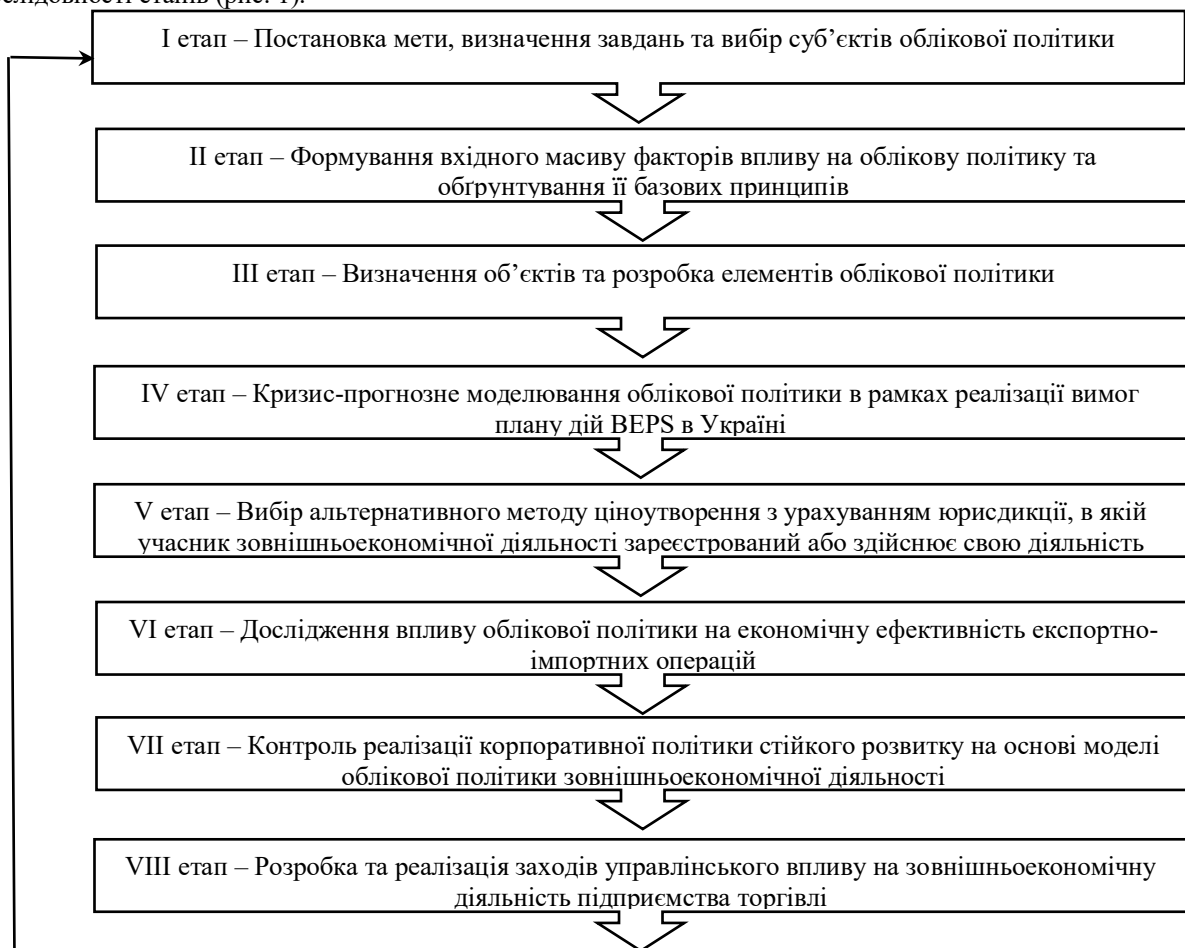 І етап – Постановка мети, визначення завдань та вибір суб’єктів облікової політики
ІІ етап – Формування вхідного масиву факторів впливу на облікову політику та
обґрунтування її базових принципів
ІІІ етап – Визначення об’єктів та розробка елементів облікової політики
IV етап – Кризис-прогнозне моделювання облікової політики в рамках реалізації вимог
плану дій BEPS в Україні
V етап – Вибір альтернативного методу ціноутворення з урахуванням юрисдикції, в якій
учасник зовнішньоекономічної діяльності зареєстрований або здійснює свою діяльність
VI етап – Дослідження впливу облікової політики на економічну ефективність експортно-
імпортних операцій
VII етап – Контроль реалізації корпоративної політики стійкого розвитку на основі моделі
облікової політики зовнішньоекономічної діяльності
VIII етап – Розробка та реалізація заходів управлінського впливу на зовнішньоекономічну
діяльність підприємства торгівлі